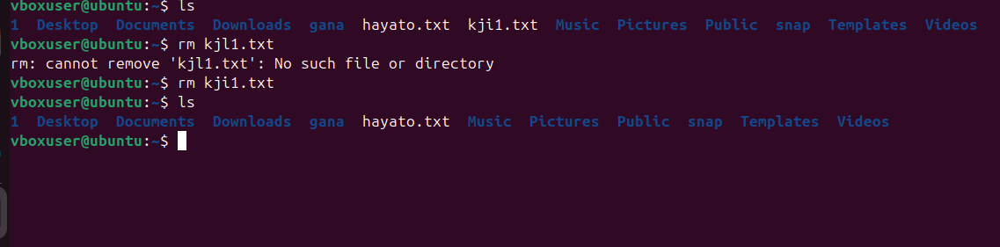 vboxuser@ubuntu:~$ ls
1 Desktop Documents Downloads gana hayato.txt kji1.txt Music Pictures Public snap Templates Videos
vboxuser@ubuntu:~$ rm kjl1.txt
rm: cannot remove 'kjl1.txt': No such file or directory
vboxuser@ubuntu:~$ rm kji1.txt
vboxuser@ubuntu:~$ ls
1 Desktop Documents Downloads gana hayato.txt Music Pictures Public snap Templates Videos
vboxuser@ubuntu:~$